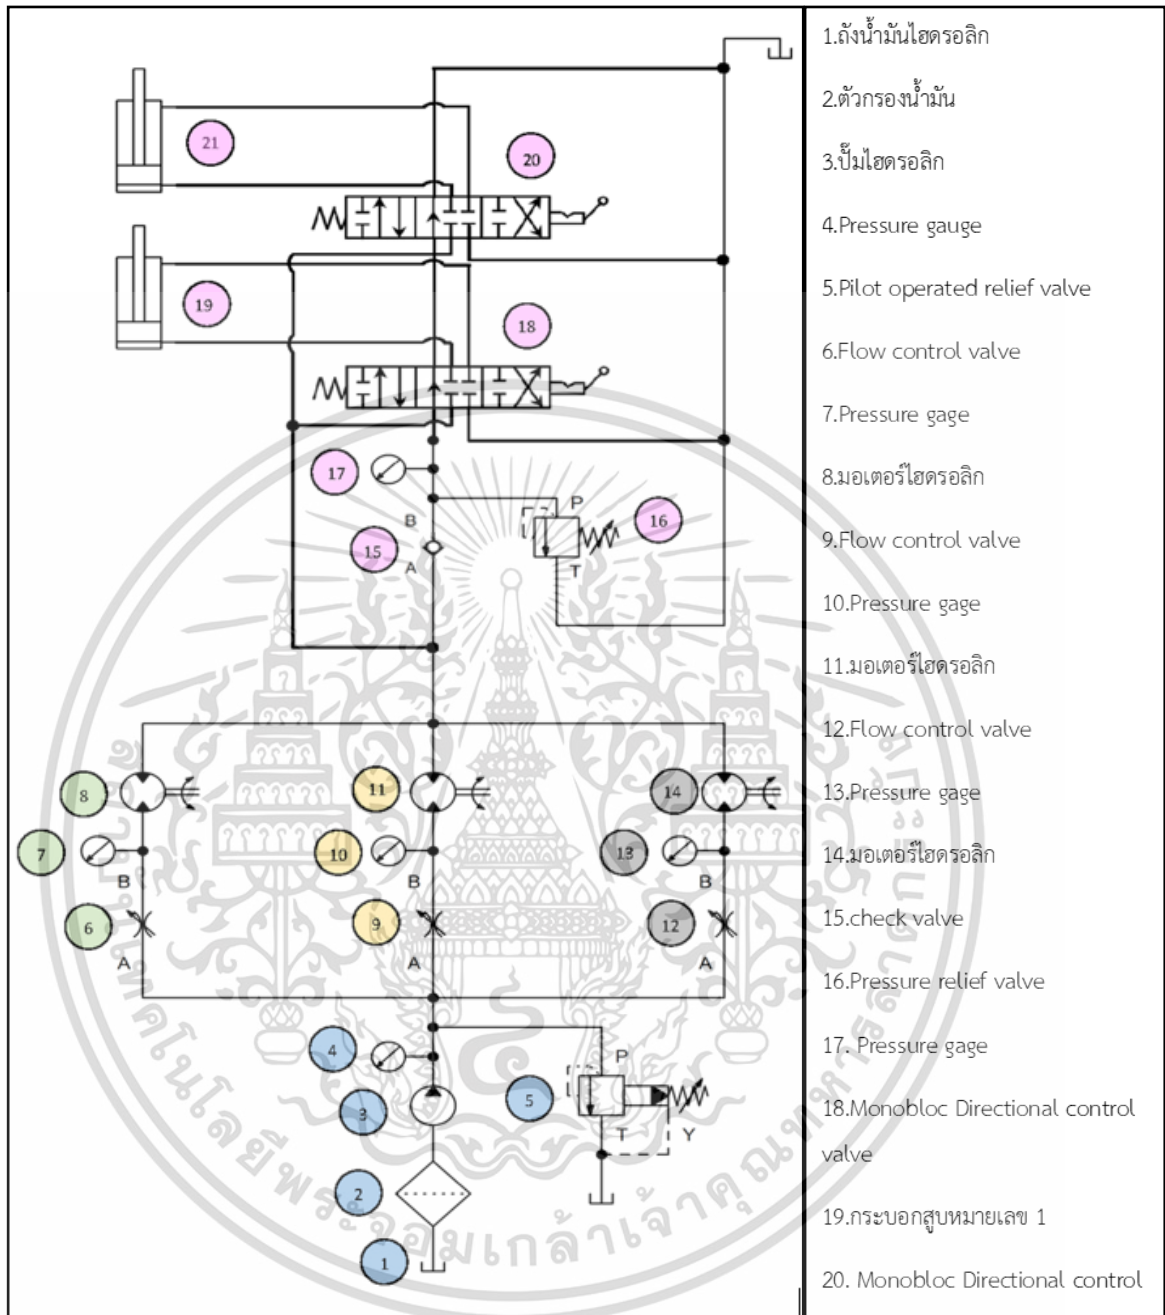 1.ถังน้ำมันไฮดรอลิก
2.ตัวกรองน้ำมัน
3.ปั๊มไฮดรอลิก
4.Pressure gauge
5.Pilot operated relief valve
6.Flow control valve
7.Pressure gage
8.มอเตอร์ไฮดรอลิก
9.Flow control valve
10.Pressure gage
11.มอเตอร์ไฮดรอลิก
12.Flow control valve
13.Pressure gage
14.มอเตอร์ไฮดรอลิก
15.check valve
16.Pressure relief valve
17. Pressure gage
18.Monobloc Directional control
valve
19.กระบอกสูบหมายเลข 1
20. Monobloc Directional control
21
20
19
18
17
P
16
B
15
A
T
8
11
14
7
10
13
B
B
B
6
9
12
A
A
A
4
P
3
5
T
Y
2
1